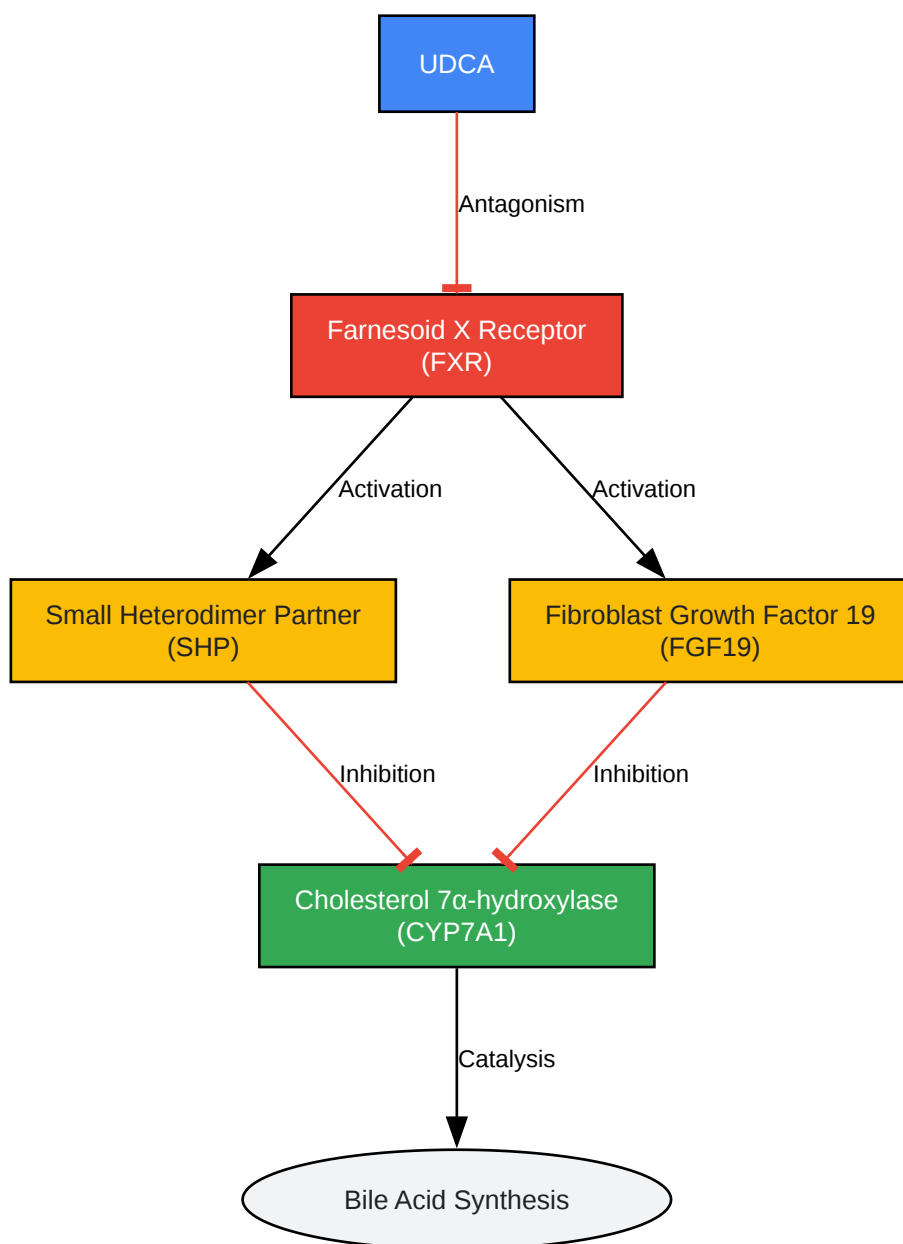 UDCA
Antagonism
Farnesoid X Receptor
(FXR)
Activation
Activation
Small Heterodimer Partner
(SHP)
Fibroblast Growth Factor 19
(FGF19)
Inhibition
Inhibition
Cholesterol 7α-hydroxylase
(CYP7A1)
Catalysis
Bile Acid Synthesis